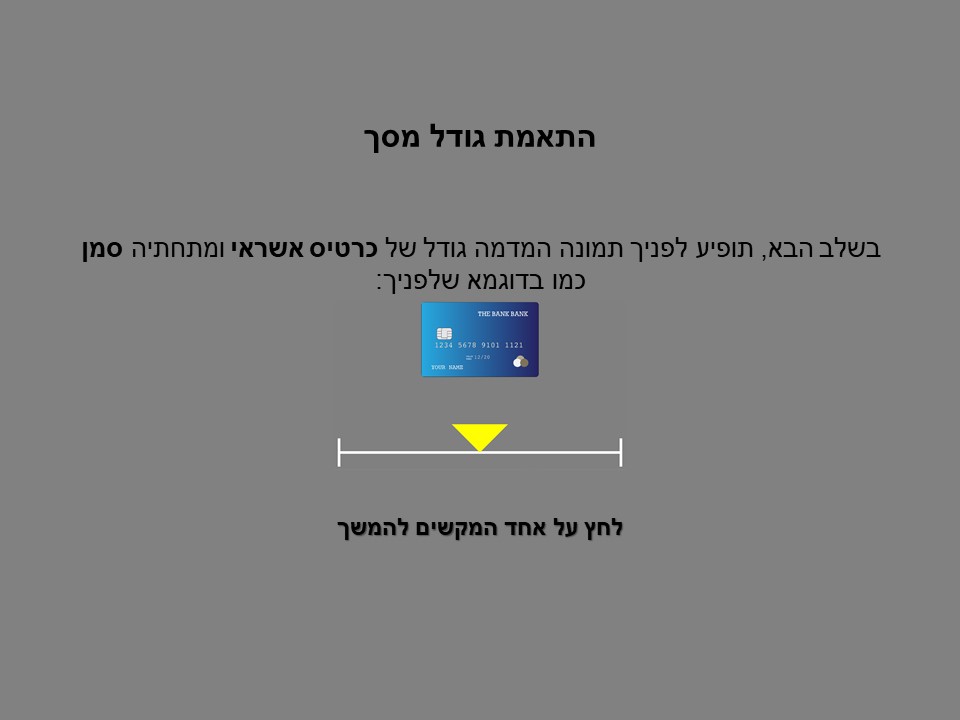 התאמת גודל מסך
בשלב הבא, תופיע לפניך תמונה המדמה גודל של כרטיס אשראי ומתחתיה סמן
כמו בדוגמא שלפניך:
THE BANK BANK
1234 5678 9101 1121
12/20
YOUR NAME
לחץ על אחד המקשים להמשך